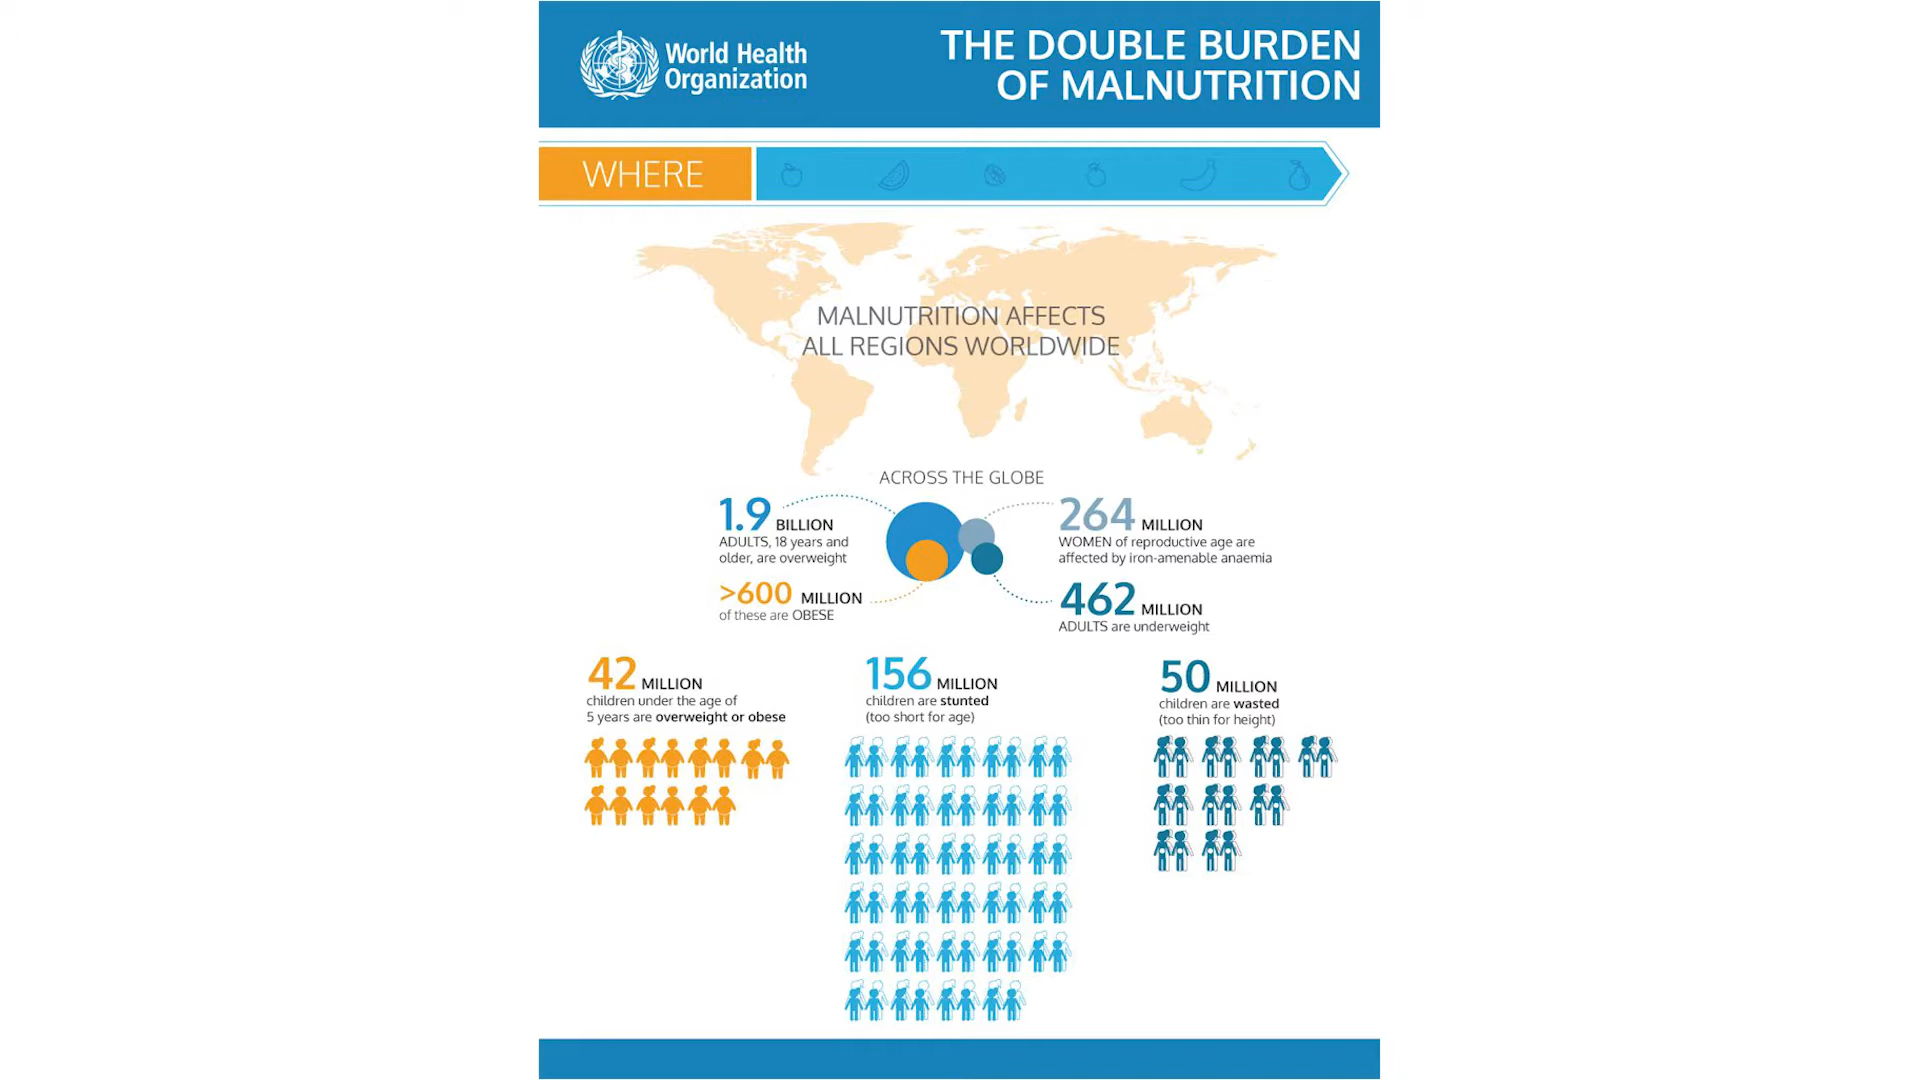 World Health
Organization
THE DOUBLE BURDEN
OF MALNUTRITION
WHERE
MALNUTRITION AFFECTS
ALL REGIONS WORLDWIDE
ACROSS THE GLOBE
1.9 BILLION
ADULTS, 18 years and
older, are overweight
>600 MILLION
of these are OBESE
264 MILLION
WOMEN of reproductive age are
affected by iron-amenable anaemia
462 MILLION
ADULTS are underweight
42 MILLION
children under the age of
5 years are overweight or obese
156 MILLION
children are stunted
(too short for age)
50 MILLION
children are wasted
(too thin for height)